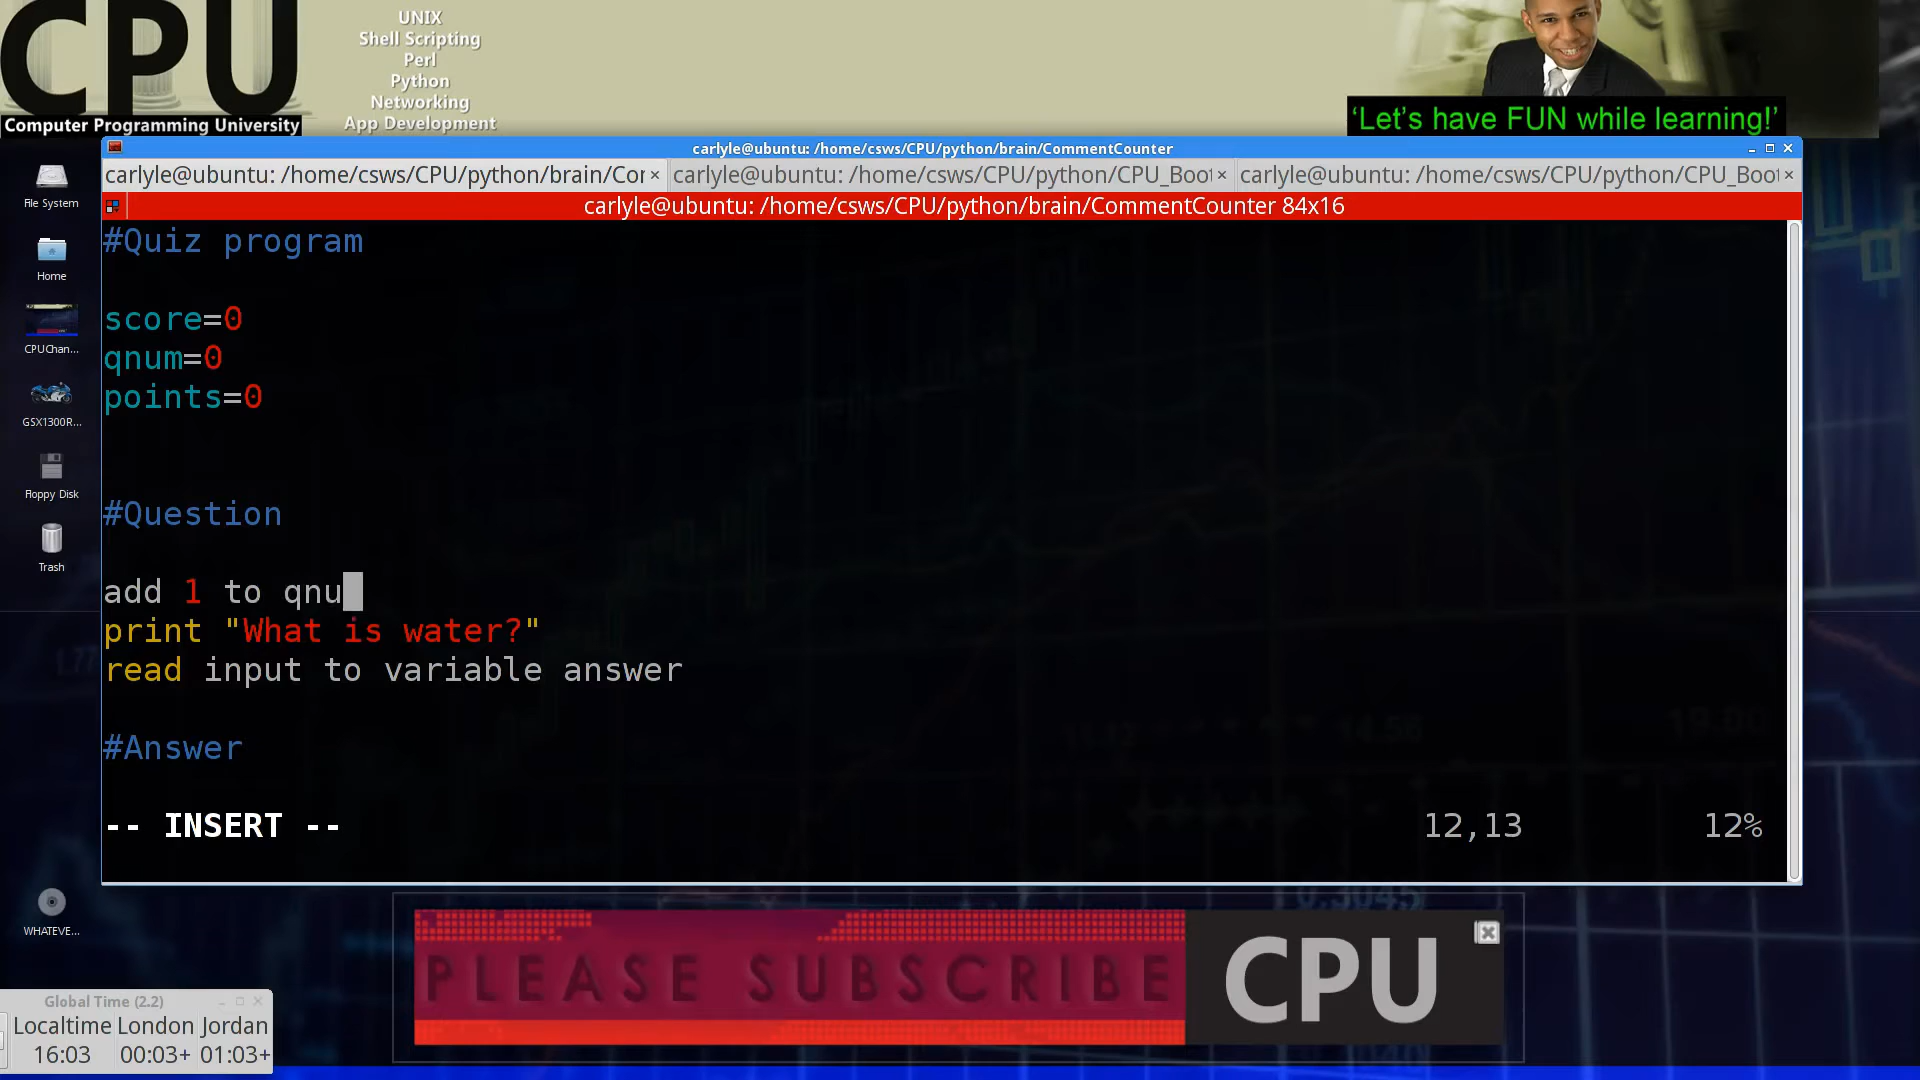 CPU
Computer Programming University
UNIX
Shell Scripting
Perl
Python
Networking
App Development
'Let's have FUN while learning!'
carlyle@ubuntu: /home/csws/CPU/python/brain/CommentCounter
carlyle@ubuntu: /home/csws/CPU/python/brain/Cor
carlyle@ubuntu: /home/csws/CPU/python/CPU_Boot
carlyle@ubuntu: /home/csws/CPU/python/CPU_Boot
carlyle@ubuntu: /home/csws/CPU/python/brain/CommentCounter 84x16
File System
Home
CPUChan...
GSX1300R...
Floppy Disk
Trash
WHATEVE...
#Quiz program
score=0
qnum=0
points=0
#Question
add 1 to qnu
print "What is water?"
read input to variable answer
#Answer
-- INSERT --
12,13
12%
PLEASE SUBSCRIBE
CPU
Global Time (2.2)
Localtime London Jordan
16:03 00:03+ 01:03+